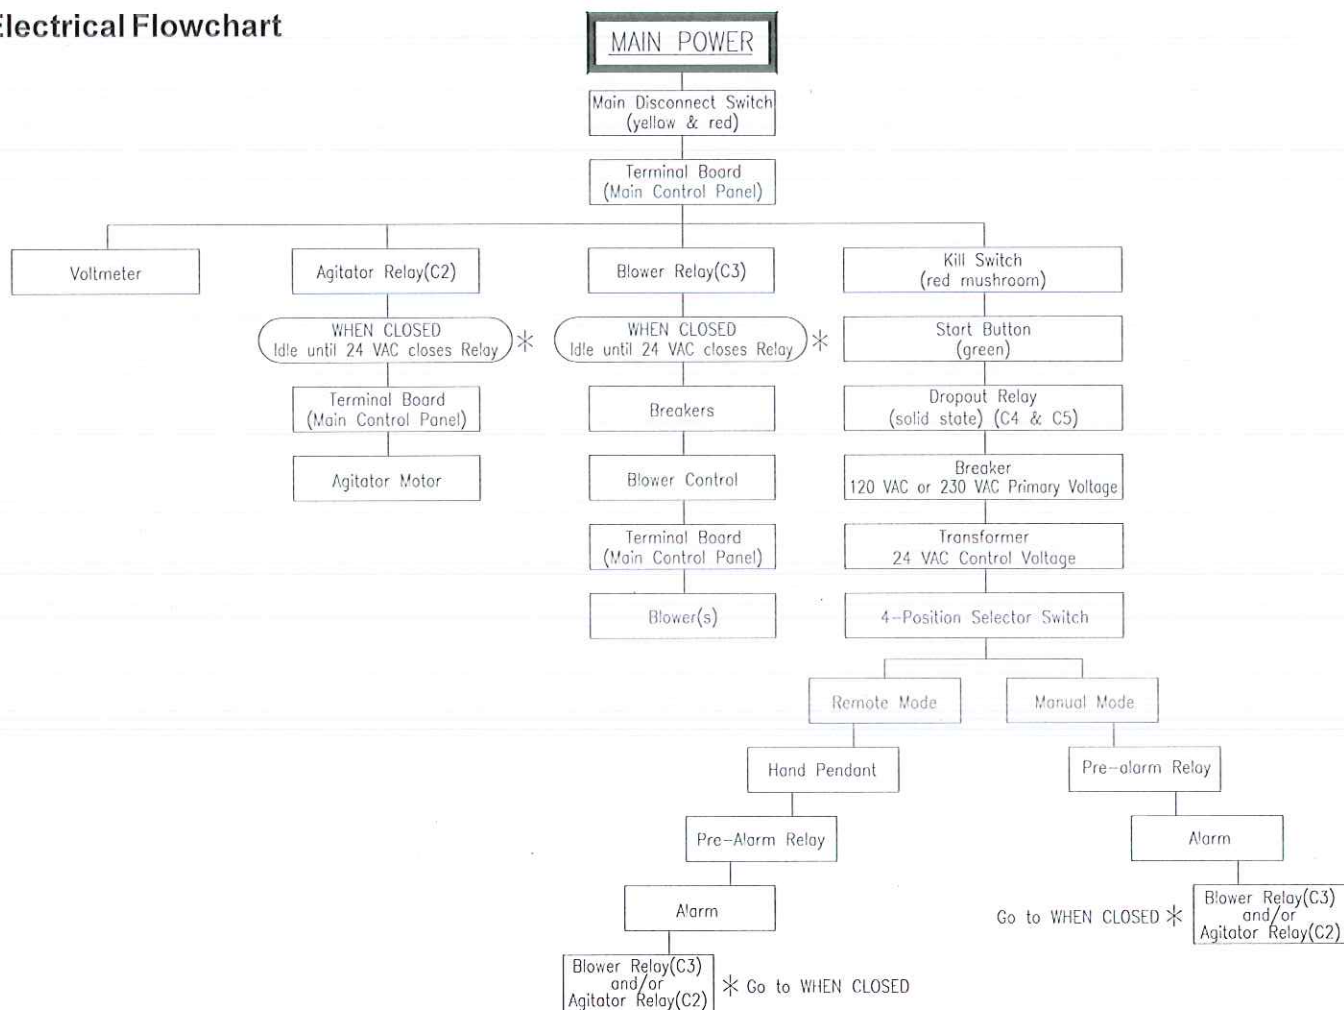 Electrical Flowchart
MAIN POWER
Main Disconnect Switch
(yellow & red)
Terminal Board
(Main Control Panel)
Voltmeter
Agitator Relay(C2)
Blower Relay(C3)
Kill Switch
(red mushroom)
WHEN CLOSED
Idle until 24 VAC closes Relay *
WHEN CLOSED
Idle until 24 VAC closes Relay *
Start Button
(green)
Terminal Board
(Main Control Panel)
Breakers
Dropout Relay
(solid state) (C4 & C5)
Agitator Motor
Blower Control
Breaker
120 VAC or 230 VAC Primary Voltage
Terminal Board
(Main Control Panel)
Transformer
24 VAC Control Voltage
Blower(s)
4-Position Selector Switch
Remote Mode
Manual Mode
Hand Pendant
Pre-alarm Relay
Pre-Alarm Relay
Alarm
Alarm
Go to WHEN CLOSED *
Blower Relay(C3)
and/or
Agitator Relay(C2)
Blower Relay(C3)
and/or
Agitator Relay(C2)
* Go to WHEN CLOSED